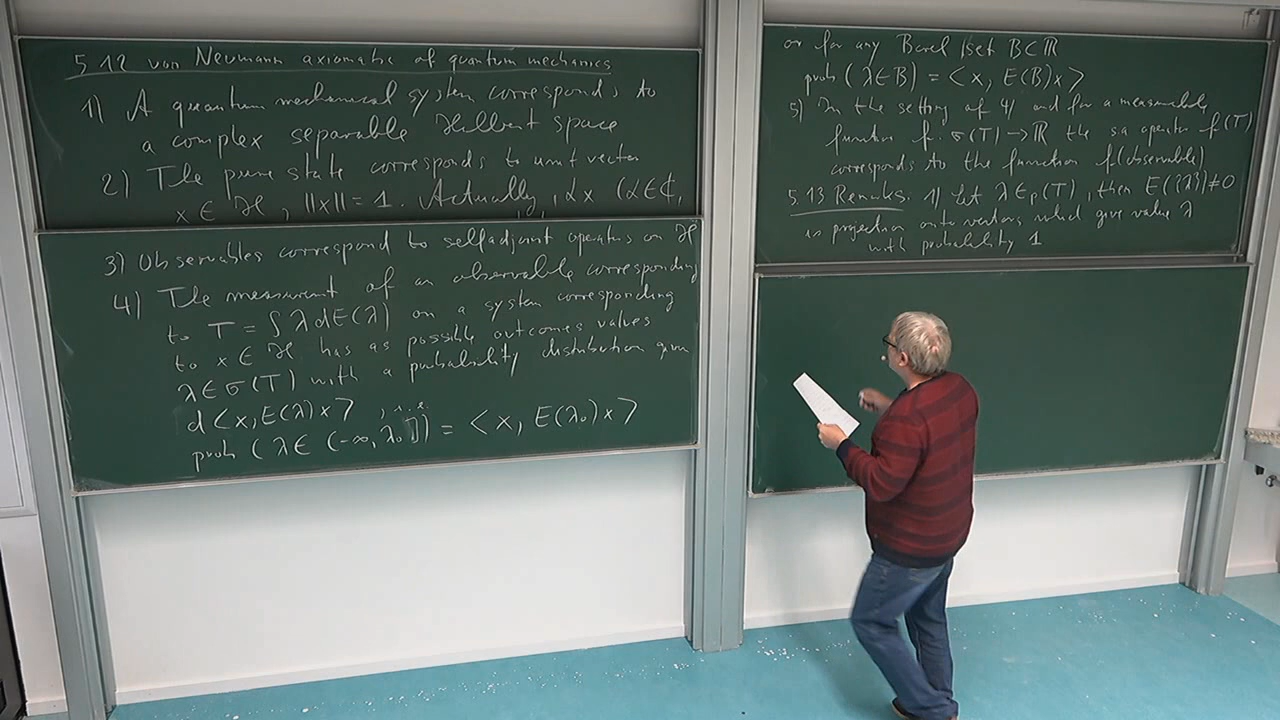 5.12 von Neumann axiomatic of quantum mechanics
1) A quantum mechanical system corresponds to
a complex separable Hilbert space
2) The pure state corresponds to unit vector
x ∈ ℋ, ||x|| = 1. Actually, αx (α∈ℂ,
3) Observables correspond to selfadjoint operators on ℋ
4) The measurment of an observable corresponding
to T = ∫ λ dE(λ) on a system corresponding
to x ∈ ℋ has as possible outcomes values
λ ∈ σ(T) with a probability distribution given
d<x, E(λ)x>, i.e.
prob (λ ∈ (-∞, λ₀]) = <x, E(λ₀)x>
or for any Borel set B⊂ℝ
prob (λ∈B) = <x, E(B)x>
5) In the setting of 4) and for a measurable
function f: σ(T) → ℝ the s.a. operator f(T)
corresponds to the function f(observable)
5.13 Remarks. 1) Let λ ∈ σₚ(T), then E({λ}) ≠ 0
is projection onto vectors which give value λ
with probability 1